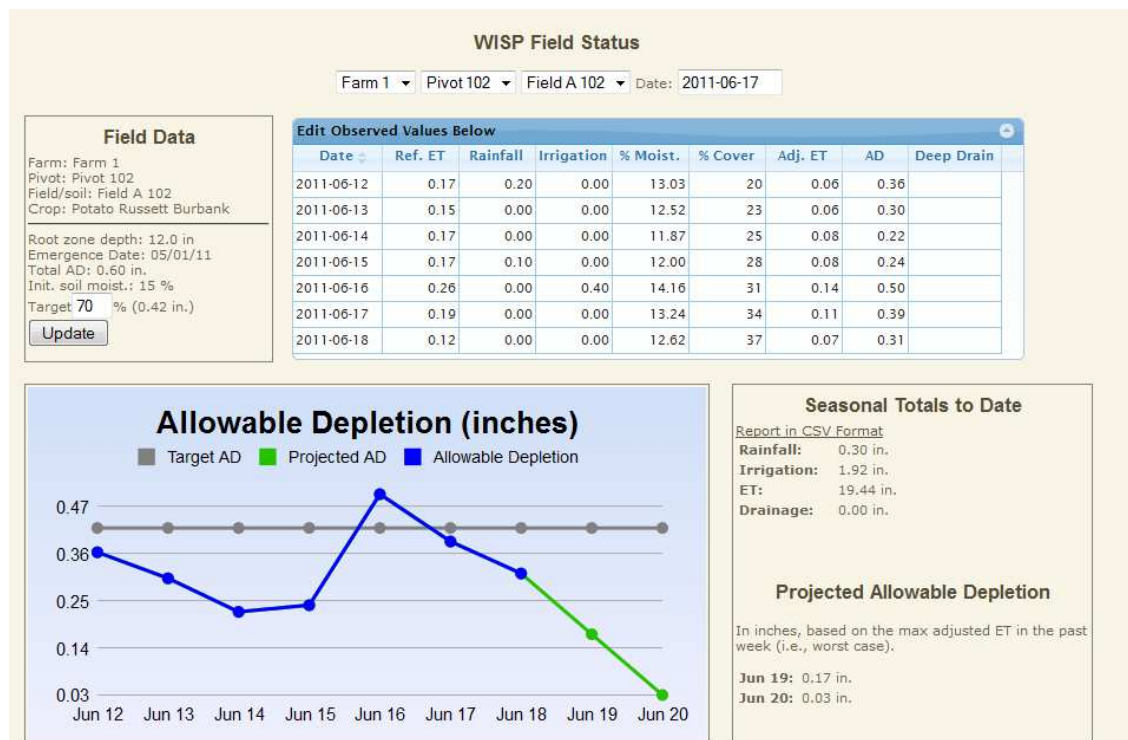 WISP Field Status
Farm 1 Pivot 102 Field A 102 Date: 2011-06-17
Field Data
Farm: Farm 1
Pivot: Pivot 102
Field/soil: Field A 102
Crop: Potato Russett Burbank
Root zone depth: 12.0 in
Emergence Date: 05/01/11
Total AD: 0.60 in.
Init. soil moist.: 15 %
Target 70 % (0.42 in.)
Update
Edit Observed Values Below
Date Ref. ET Rainfall Irrigation % Moist. % Cover Adj. ET AD Deep Drain
2011-06-12 0.17 0.20 0.00 13.03 20 0.06 0.36
2011-06-13 0.15 0.00 0.00 12.52 23 0.06 0.30
2011-06-14 0.17 0.00 0.00 11.87 25 0.08 0.22
2011-06-15 0.17 0.10 0.00 12.00 28 0.08 0.24
2011-06-16 0.26 0.00 0.40 14.16 31 0.14 0.50
2011-06-17 0.19 0.00 0.00 13.24 34 0.11 0.39
2011-06-18 0.12 0.00 0.00 12.62 37 0.07 0.31
Allowable Depletion (inches)
Target AD Projected AD Allowable Depletion
0.47
0.36
0.25
0.14
0.03
Jun 12 Jun 13 Jun 14 Jun 15 Jun 16 Jun 17 Jun 18 Jun 19 Jun 20
Seasonal Totals to Date
Report in CSV Format
Rainfall: 0.30 in.
Irrigation: 1.92 in.
ET: 19.44 in.
Drainage: 0.00 in.
Projected Allowable Depletion
In inches, based on the max adjusted ET in the past
week (i.e., worst case).
Jun 19: 0.17 in.
Jun 20: 0.03 in.